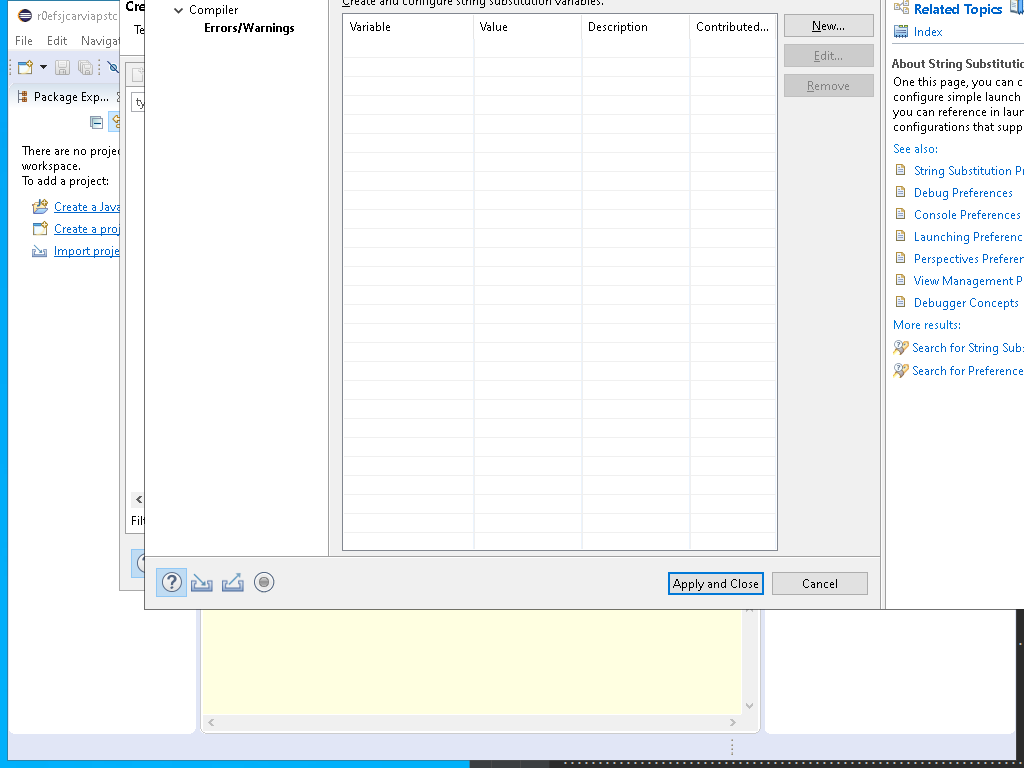 r0efsjcarviapstc
File Edit Naviga
Package Exp...
There are no proje
workspace.
To add a project:
Create a Java
Create a proj
Import proje
Cre
Te
ty
Filt
Compiler
Errors/Warnings
Create and configure string substitution variables.
Variable Value Description Contributed...
New...
Edit...
Remove
Apply and Close
Cancel
Related Topics
Index
About String Substitutio
One this page, you can c
configure simple launch
you can reference in laun
configurations that supp
See also:
String Substitution Pr
Debug Preferences
Console Preferences
Launching Preferenc
Perspectives Preferen
View Management P
Debugger Concepts
More results:
Search for String Subs
Search for Preference